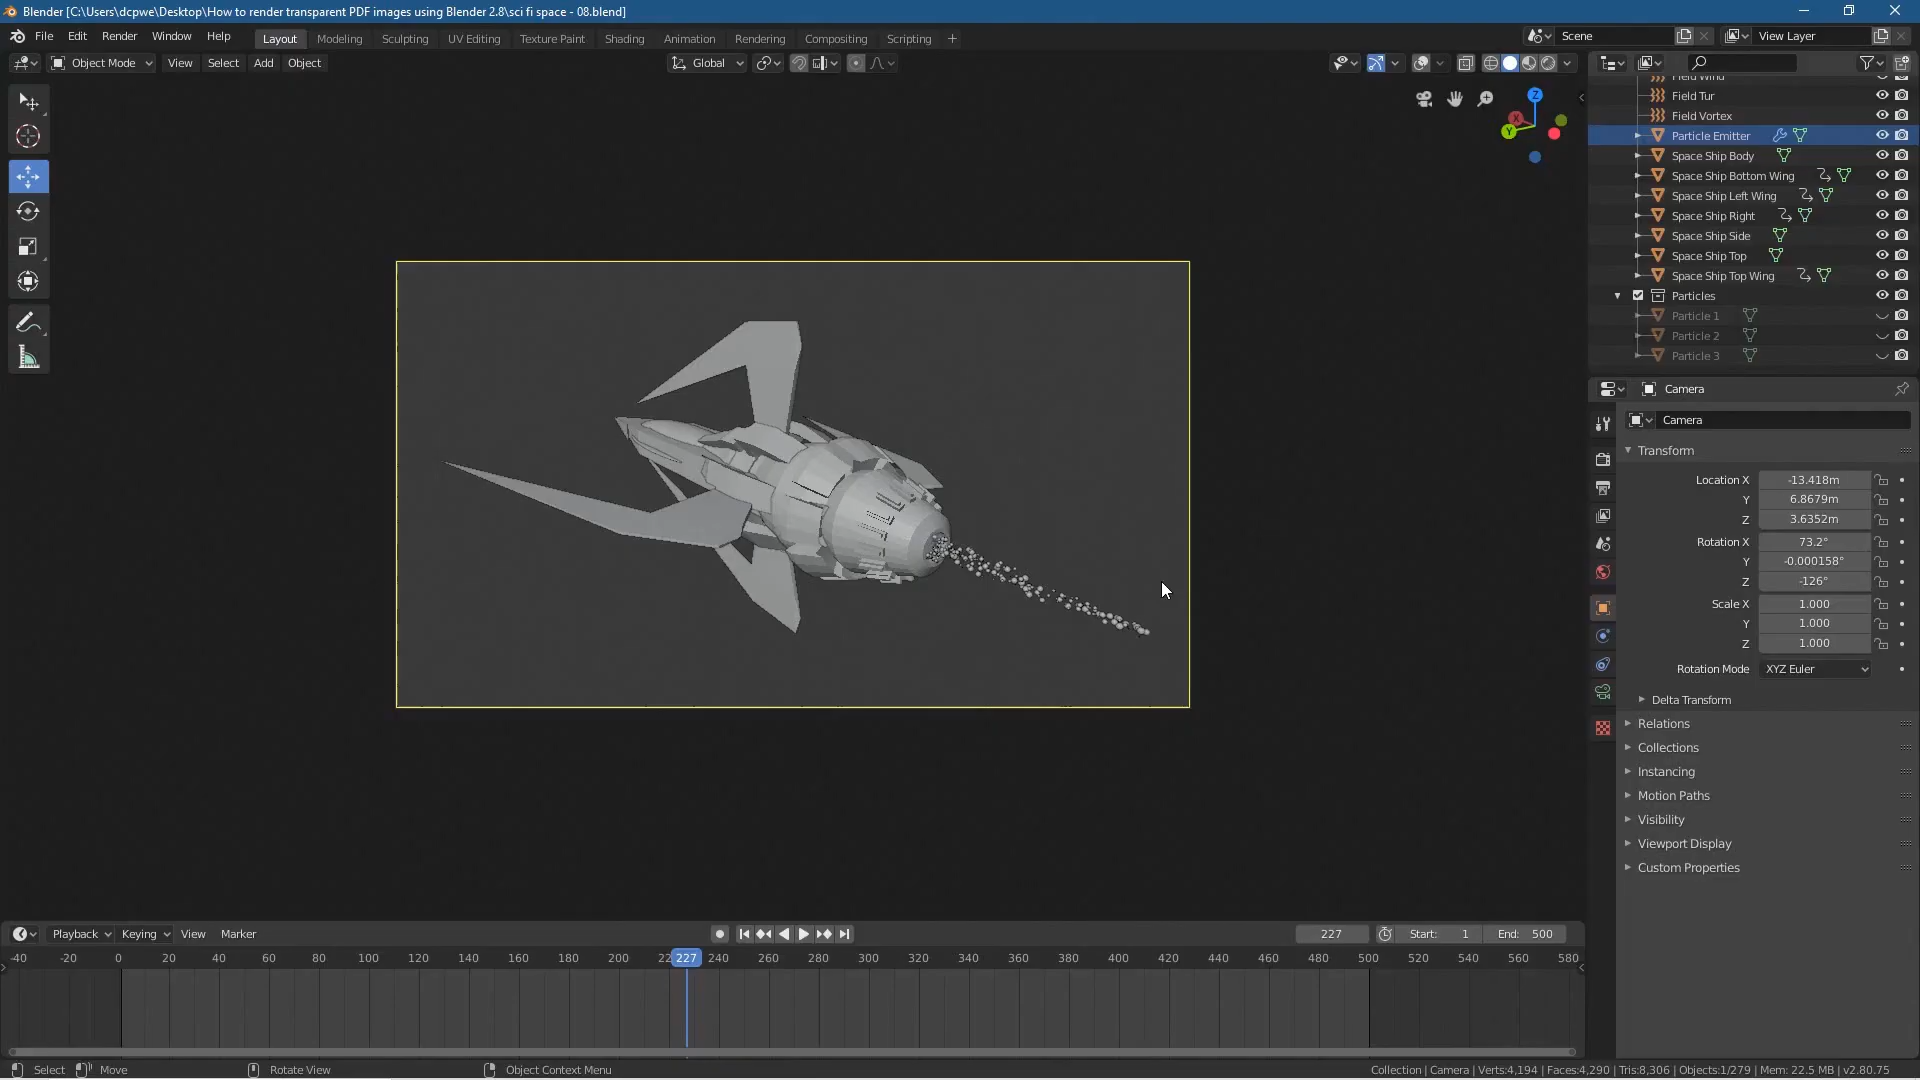 Blender [C:\Users\dcpwe\Desktop\How to render transparent PDF images using Blender 2.8\sci fi space - 08.blend]
File Edit Render Window Help Layout Modeling Sculpting UV Editing Texture Paint Shading Animation Rendering Compositing Scripting + Scene View Layer
Object Mode View Select Add Object Global
Field Wind
Field Tur
Field Vortex
Particle Emitter
Space Ship Body
Space Ship Bottom Wing
Space Ship Left Wing
Space Ship Right
Space Ship Side
Space Ship Top
Space Ship Top Wing
Particles
Particle 1
Particle 2
Particle 3
Z
X
Y
Camera
Camera
Transform
Location X -13.418m
Y 6.8679m
Z 3.6352m
Rotation X 73.2°
Y -0.000158°
Z -126°
Scale X 1.000
Y 1.000
Z 1.000
Rotation Mode XYZ Euler
Delta Transform
Relations
Collections
Instancing
Motion Paths
Visibility
Viewport Display
Custom Properties
Playback Keying View Marker 227 Start: 1 End: 500
-40 -20 0 20 40 60 80 100 120 140 160 180 200 22 227 240 260 280 300 320 340 360 380 400 420 440 460 480 500 520 540 560 580
Select Move Rotate View Object Context Menu Collection | Camera | Verts:4,194 | Faces:4,290 | Tris:8,306 | Objects:1/279 | Mem: 22.5 MB | v2.80.75